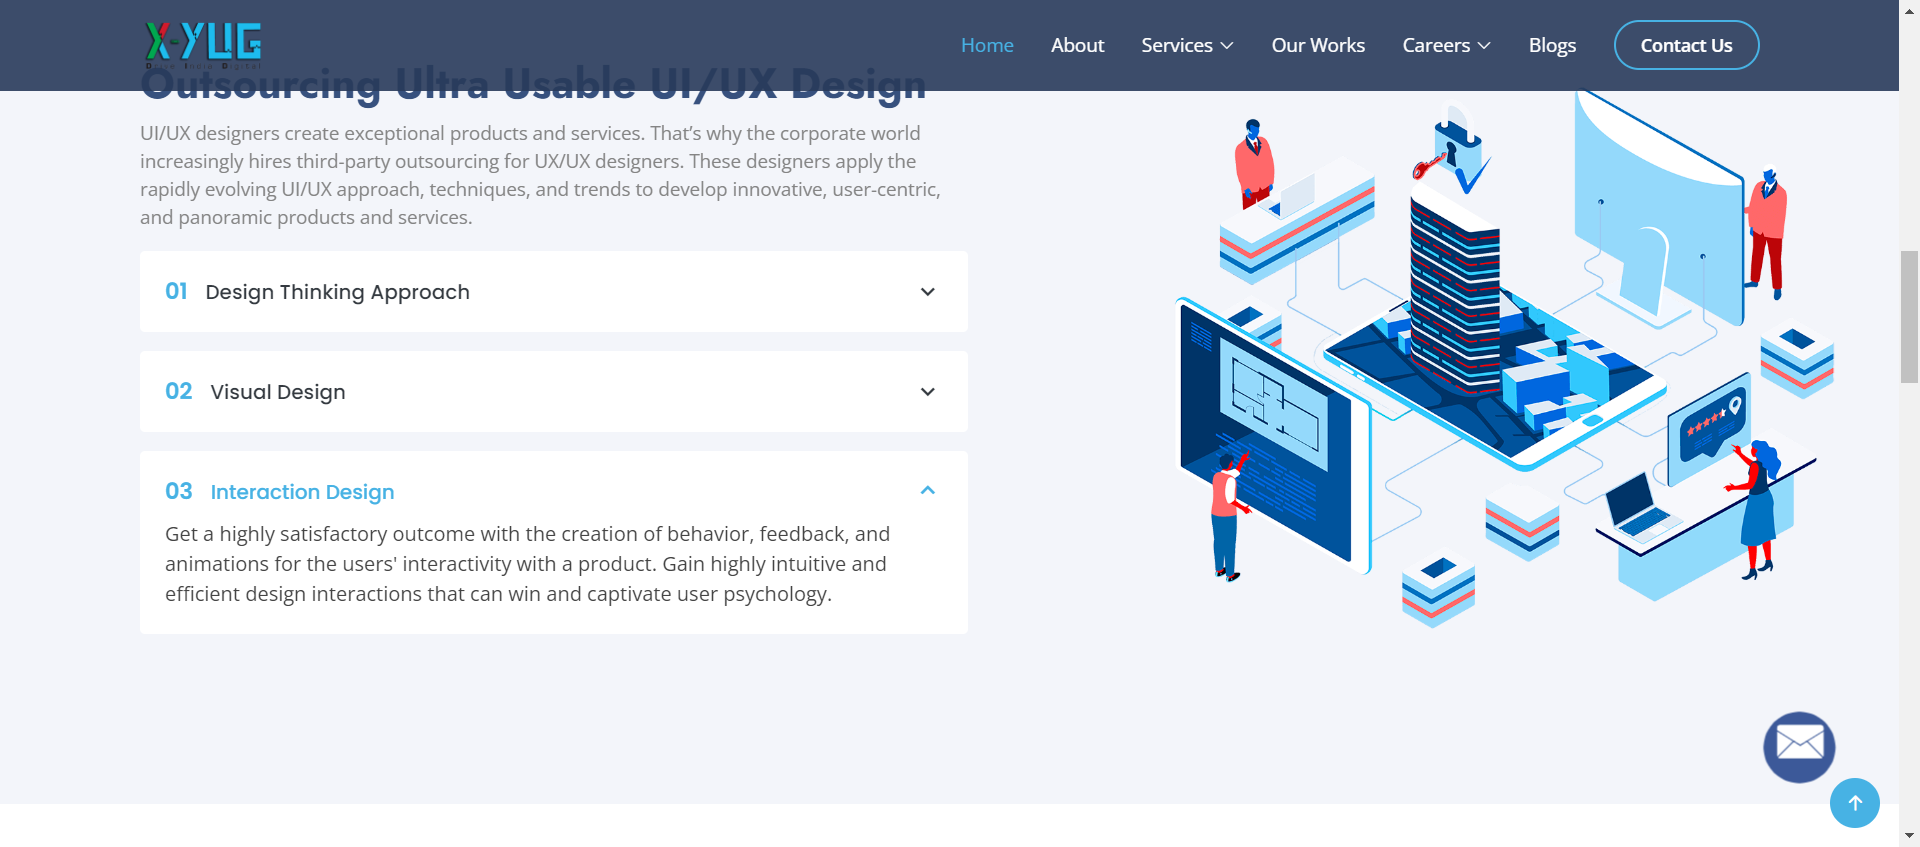 X-YUG
Drive India Digital
Home
About
Services
Our Works
Careers
Blogs
Contact Us
Outsourcing Ultra Usable UI/UX Design
UI/UX designers create exceptional products and services. That’s why the corporate world
increasingly hires third-party outsourcing for UX/UX designers. These designers apply the
rapidly evolving UI/UX approach, techniques, and trends to develop innovative, user-centric,
and panoramic products and services.
01 Design Thinking Approach
02 Visual Design
03 Interaction Design
Get a highly satisfactory outcome with the creation of behavior, feedback, and
animations for the users' interactivity with a product. Gain highly intuitive and
efficient design interactions that can win and captivate user psychology.